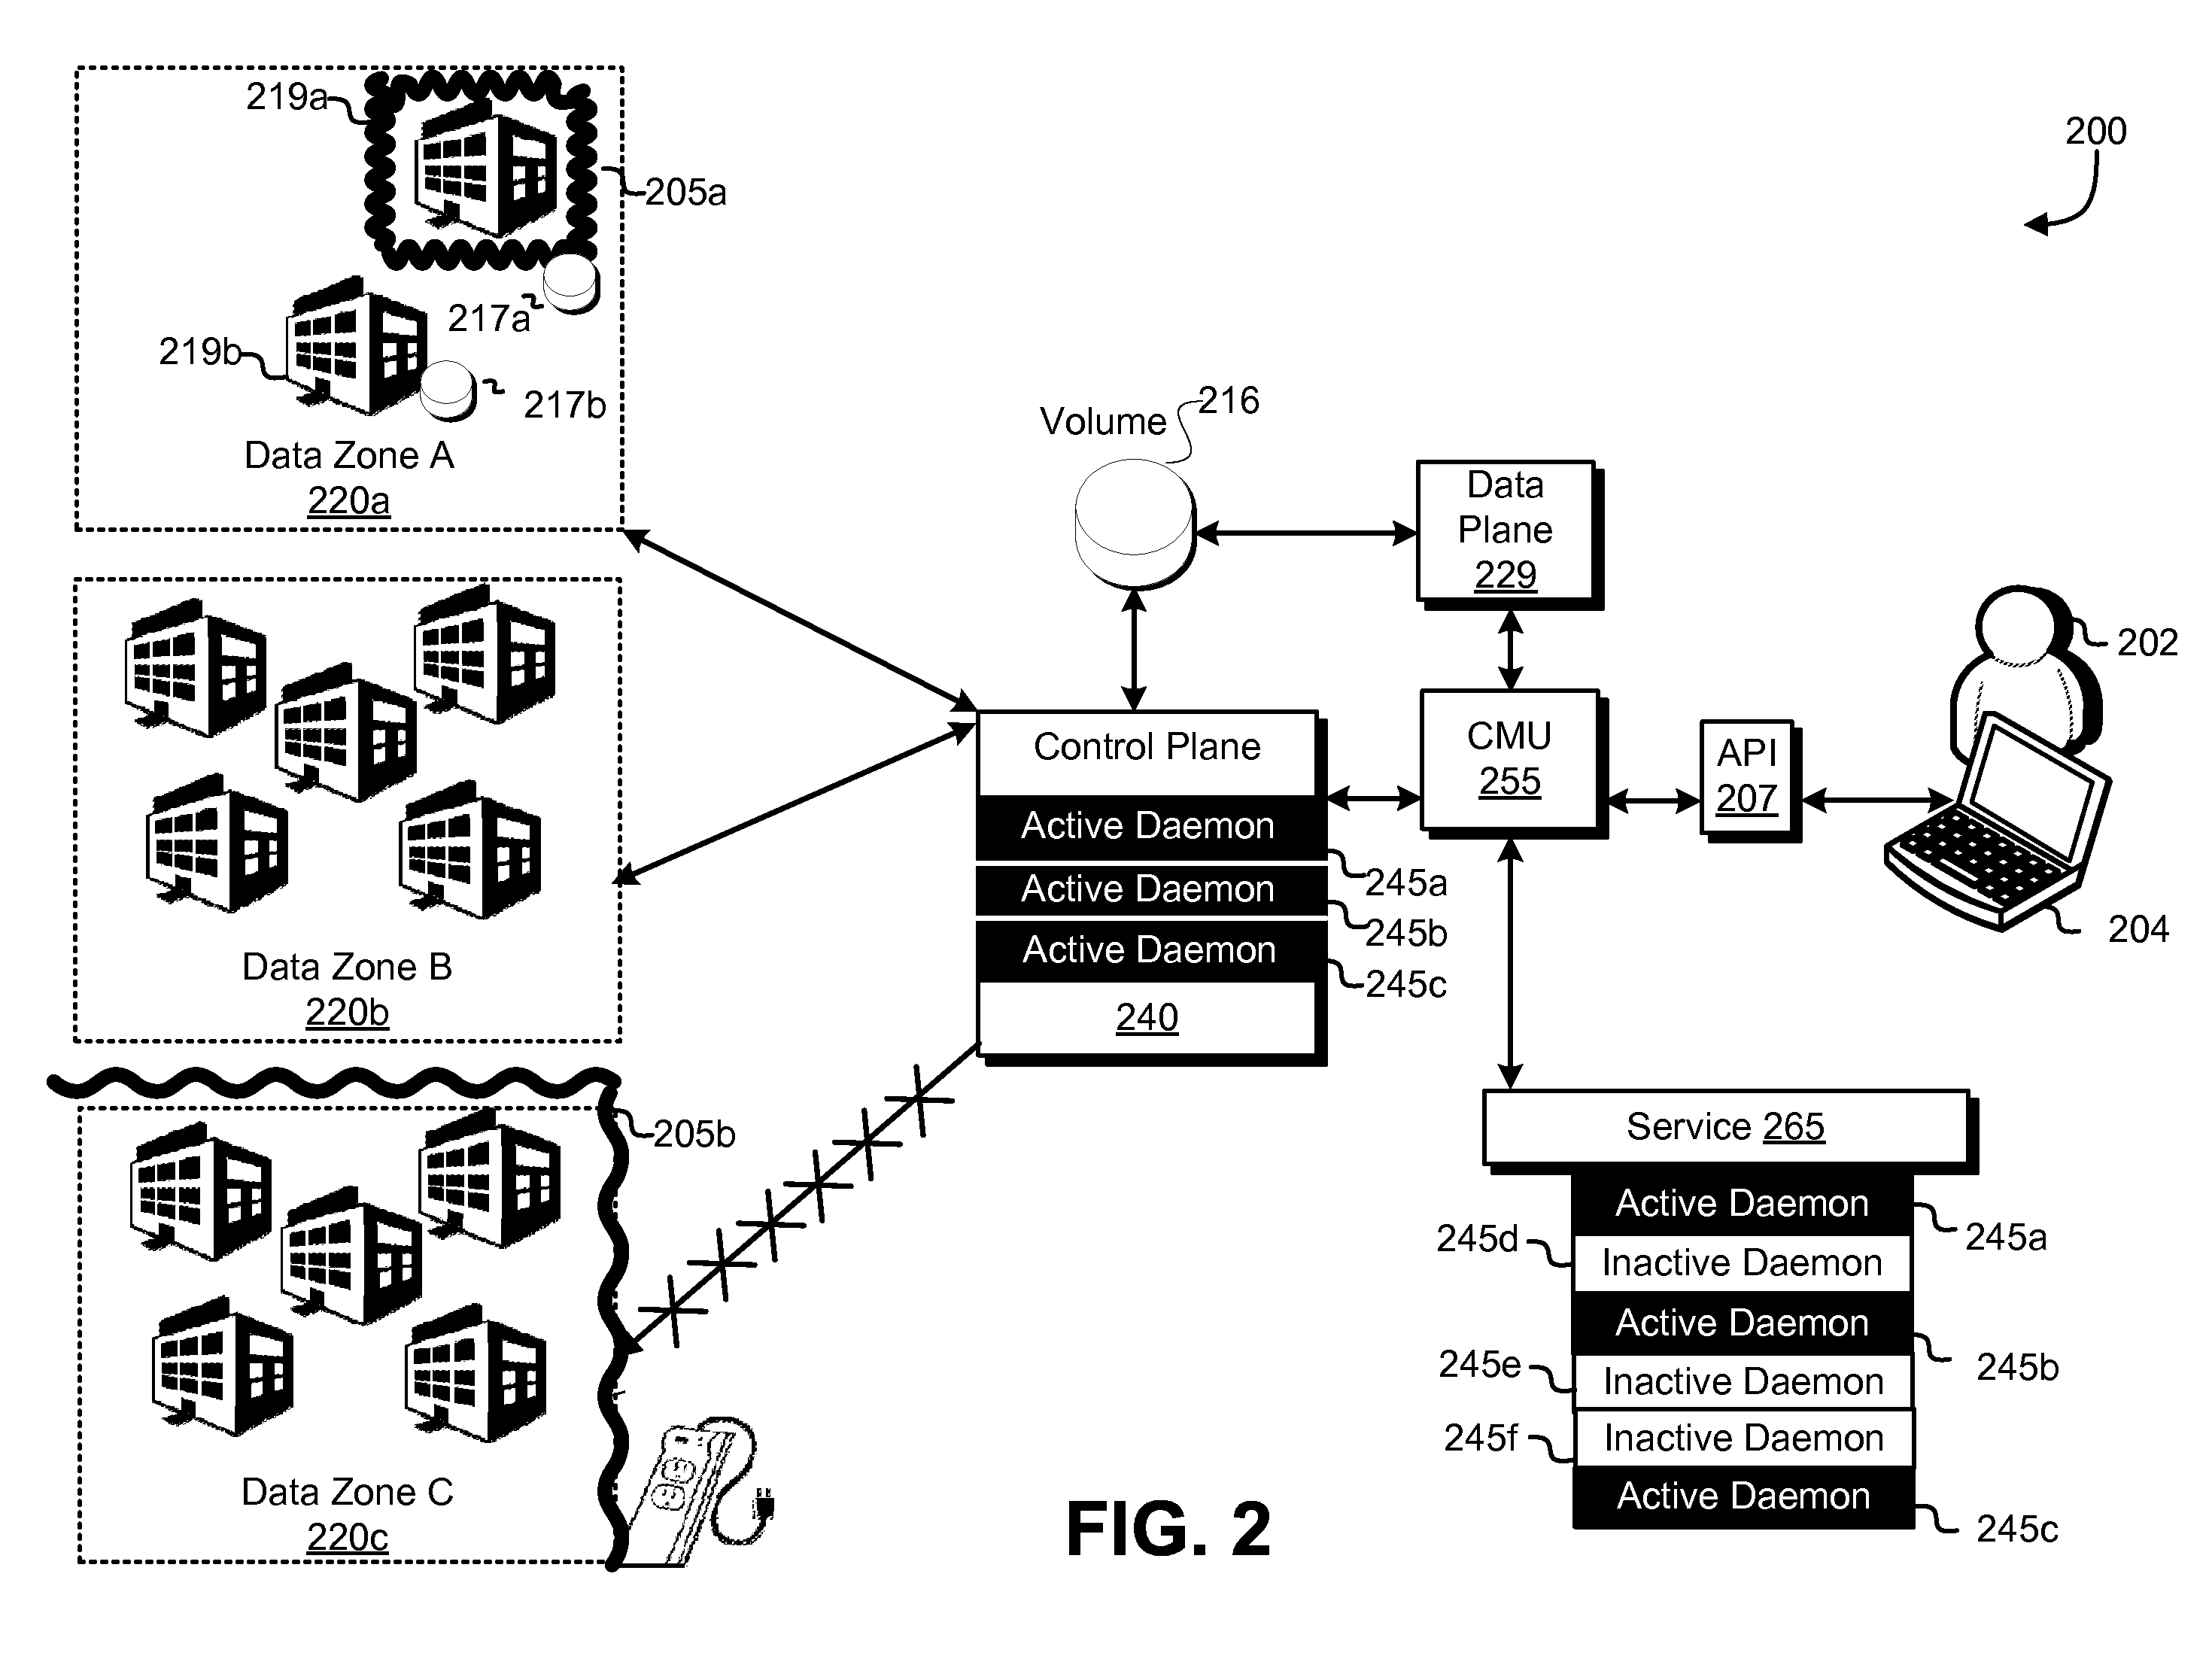 219a
205a
217a
219b
217b
Data Zone A
220a
200
Volume
216
Data
Plane
229
202
Control Plane
CMU
255
API
207
Active Daemon
245a
Active Daemon
245b
Active Daemon
245c
240
204
Data Zone B
220b
205b
Service 265
Active Daemon
245a
245d
Inactive Daemon
Active Daemon
245b
245e
Inactive Daemon
245f
Inactive Daemon
Active Daemon
245c
Data Zone C
220c
FIG. 2